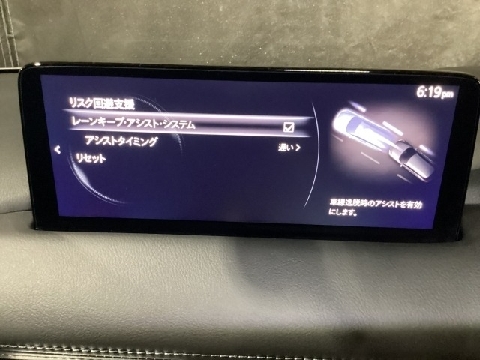 6:19pm
リスク回避支援
レーンキープ・アシスト・システム
アシストタイミング
遅い
リセット
車線逸脱時のアシストを有効
にします。